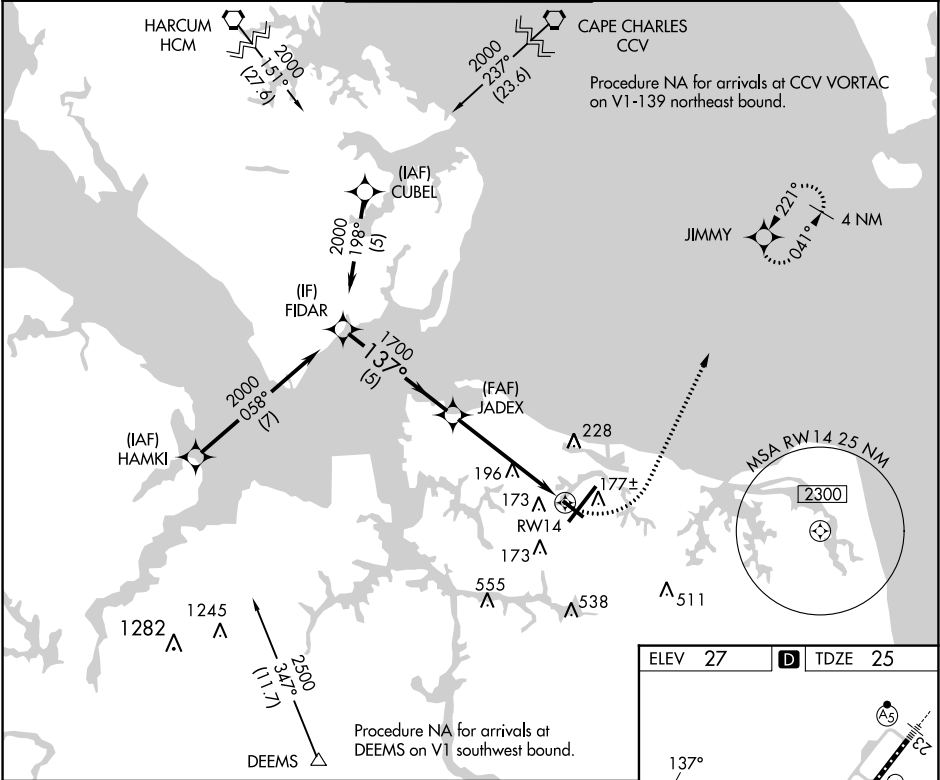 HARCUM
HCM
2000
151°
(27.6)
CAPE CHARLES
CCV
2000
237°
(23.6)
Procedure NA for arrivals at CCV VORTAC
on V1-139 northeast bound.
(IAF)
CUBEL
2000
198°
(5)
JIMMY
221°
041°
4 NM
(IF)
FIDAR
1700
137°
(5)
2000
058°
(7)
(FAF)
JADEX
(IAF)
HAMKI
228
196
177±
173
RW14
173
MSA RW14 25 NM
2300
555
538
511
1282
1245
2500
347°
(11.7)
DEEMS
Procedure NA for arrivals at
DEEMS on V1 southwest bound.
ELEV 27 D TDZE 25
A5
23
137°